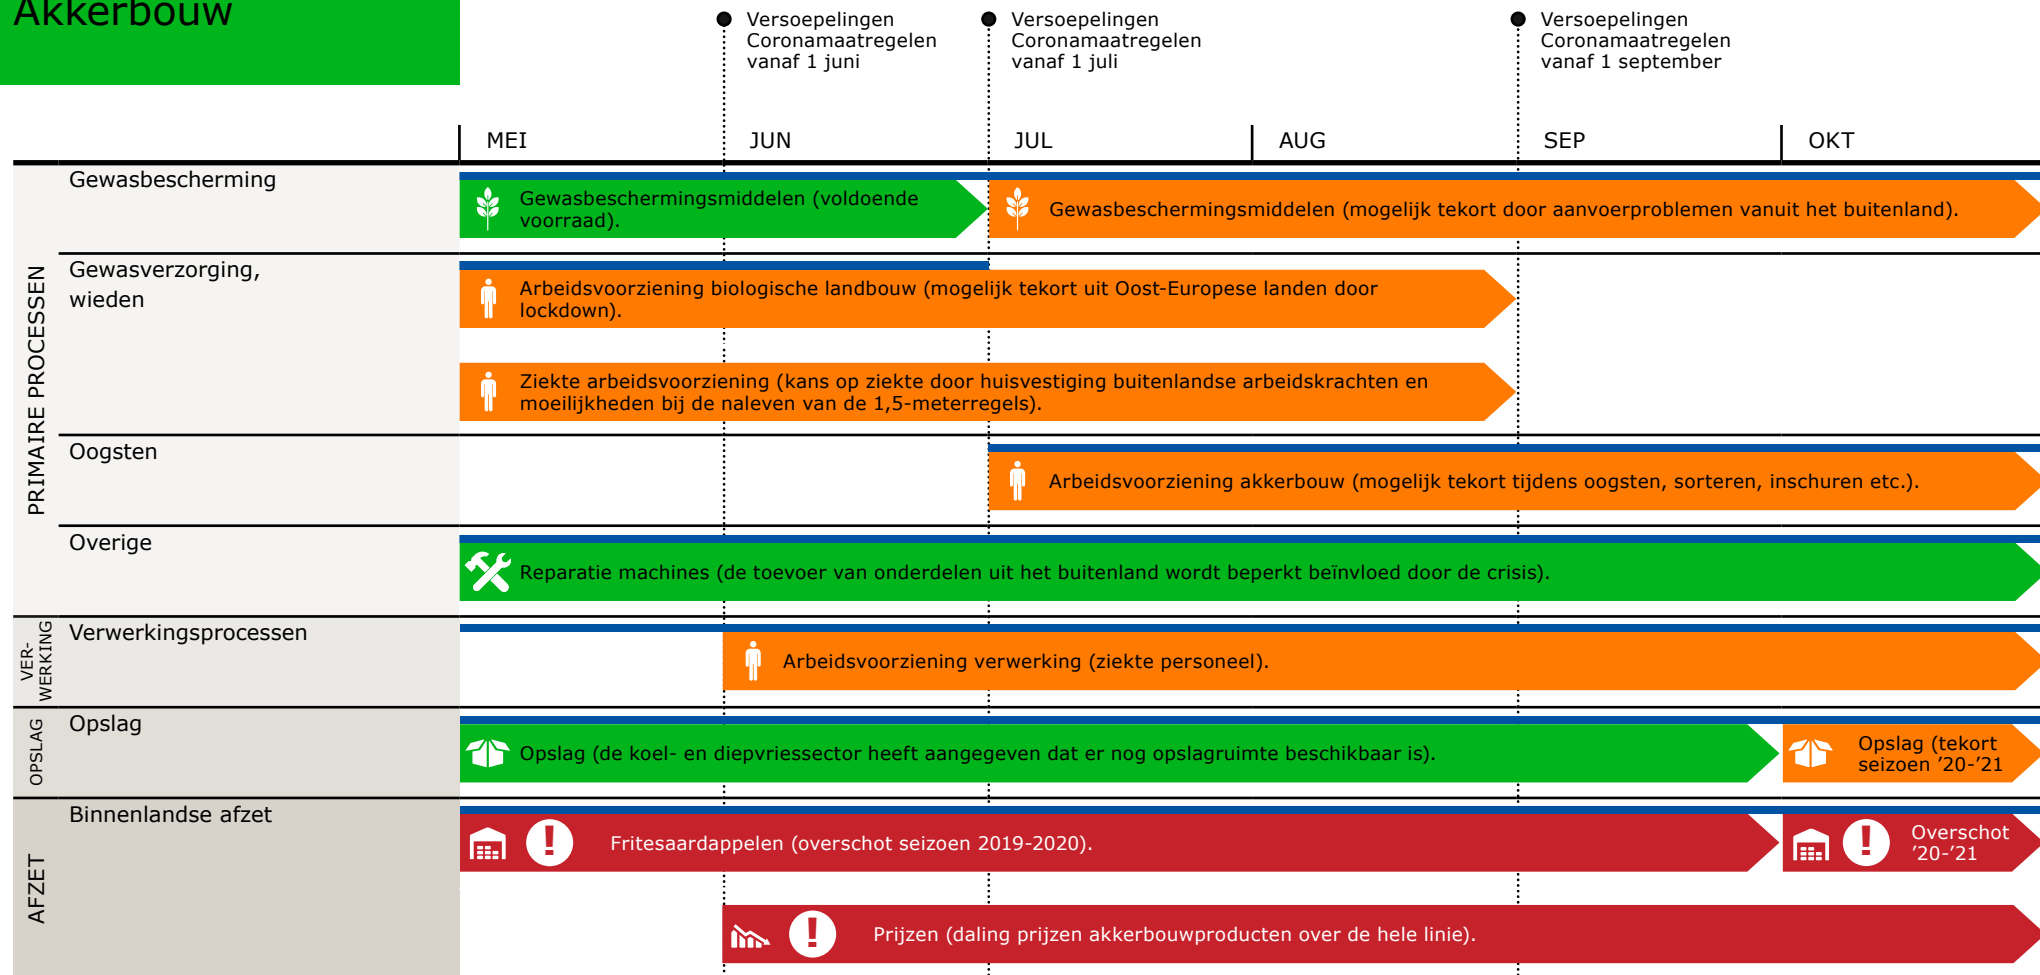 Akkerbouw
Versoepelingen
Coronamaatregelen
vanaf 1 juni
Versoepelingen
Coronamaatregelen
vanaf 1 juli
Versoepelingen
Coronamaatregelen
vanaf 1 september
MEI
JUN
JUL
AUG
SEP
OKT
PRIMAIRE PROCESSEN
Gewasbescherming
Gewasbeschermingsmiddelen (voldoende
voorraad).
Gewasbeschermingsmiddelen (mogelijk tekort door aanvoerproblemen vanuit het buitenland).
Gewasverzorging,
wieden
Arbeidsvoorziening biologische landbouw (mogelijk tekort uit Oost-Europese landen door
lockdown).
Ziekte arbeidsvoorziening (kans op ziekte door huisvestiging buitenlandse arbeidskrachten en
moeilijkheden bij de naleven van de 1,5-meterregels).
Oogsten
Arbeidsvoorziening akkerbouw (mogelijk tekort tijdens oogsten, sorteren, inschuren etc.).
Overige
Reparatie machines (de toevoer van onderdelen uit het buitenland wordt beperkt beïnvloed door de crisis).
VER-
WERKING
Verwerkingsprocessen
Arbeidsvoorziening verwerking (ziekte personeel).
OPSLAG
Opslag
Opslag (de koel- en diepvriessector heeft aangegeven dat er nog opslagruimte beschikbaar is).
Opslag (tekort
seizoen ’20-’21
AFZET
Binnenlandse afzet
! Fritesaardappelen (overschot seizoen 2019-2020).
! Overschot
’20-’21
! Prijzen (daling prijzen akkerbouwproducten over de hele linie).